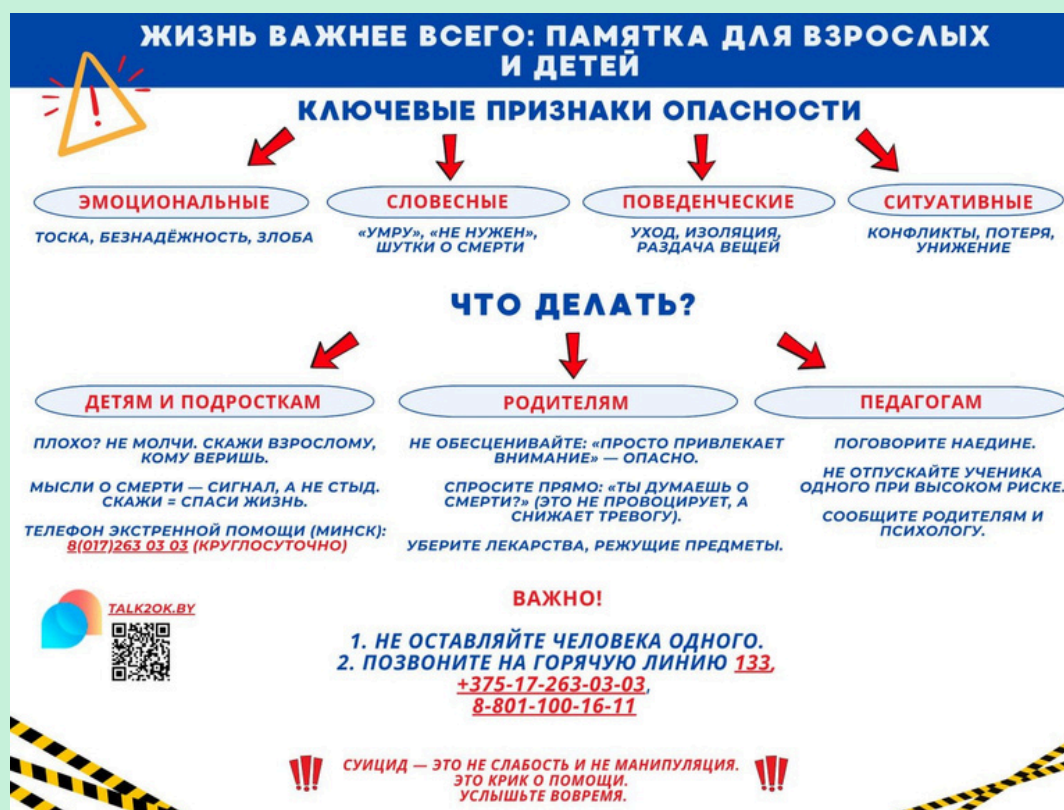 ЖИЗНЬ ВАЖНЕЕ ВСЕГО: ПАМЯТКА ДЛЯ ВЗРОСЛЫХ
И ДЕТЕЙ
КЛЮЧЕВЫЕ ПРИЗНАКИ ОПАСНОСТИ
ЭМОЦИОНАЛЬНЫЕ
ТОСКА, БЕЗНАДЁЖНОСТЬ, ЗЛОБА
СЛОВЕСНЫЕ
«УМРУ», «НЕ НУЖЕН»,
ШУТКИ О СМЕРТИ
ПОВЕДЕНЧЕСКИЕ
УХОД, ИЗОЛЯЦИЯ,
РАЗДАЧА ВЕЩЕЙ
СИТУАТИВНЫЕ
КОНФЛИКТЫ, ПОТЕРЯ,
УНИЖЕНИЕ
ЧТО ДЕЛАТЬ?
ДЕТЯМ И ПОДРОСТКАМ
ПЛОХО? НЕ МОЛЧИ. СКАЖИ ВЗРОСЛОМУ,
КОМУ ВЕРИШЬ.
МЫСЛИ О СМЕРТИ — СИГНАЛ, А НЕ СТЫД.
СКАЖИ = СПАСИ ЖИЗНЬ.
ТЕЛЕФОН ЭКСТРЕННОЙ ПОМОЩИ (МИНСК):
8(017)263 03 03 (КРУГЛОСУТОЧНО)
РОДИТЕЛЯМ
НЕ ОБЕСЦЕНИВАЙТЕ: «ПРОСТО ПРИВЛЕКАЕТ
ВНИМАНИЕ» — ОПАСНО.
СПРОСИТЕ ПРЯМО: «ТЫ ДУМАЕШЬ О
СМЕРТИ?» (ЭТО НЕ ПРОВОЦИРУЕТ, А
СНИЖАЕТ ТРЕВОГУ).
УБЕРИТЕ ЛЕКАРСТВА, РЕЖУЩИЕ ПРЕДМЕТЫ.
ПЕДАГОГАМ
ПОГОВОРИТЕ НАЕДИНЕ.
НЕ ОТПУСКАЙТЕ УЧЕНИКА
ОДНОГО ПРИ ВЫСОКОМ РИСКЕ.
СООБЩИТЕ РОДИТЕЛЯМ И
ПСИХОЛОГУ.
TALK2OK.BY
ВАЖНО!
1. НЕ ОСТАВЛЯЙТЕ ЧЕЛОВЕКА ОДНОГО.
2. ПОЗВОНИТЕ НА ГОРЯЧУЮ ЛИНИЮ 133,
+375-17-263-03-03,
8-801-100-16-11
СУИЦИД — ЭТО НЕ СЛАБОСТЬ И НЕ МАНИПУЛЯЦИЯ.
ЭТО КРИК О ПОМОЩИ.
УСЛЫШЬТЕ ВОВРЕМЯ.